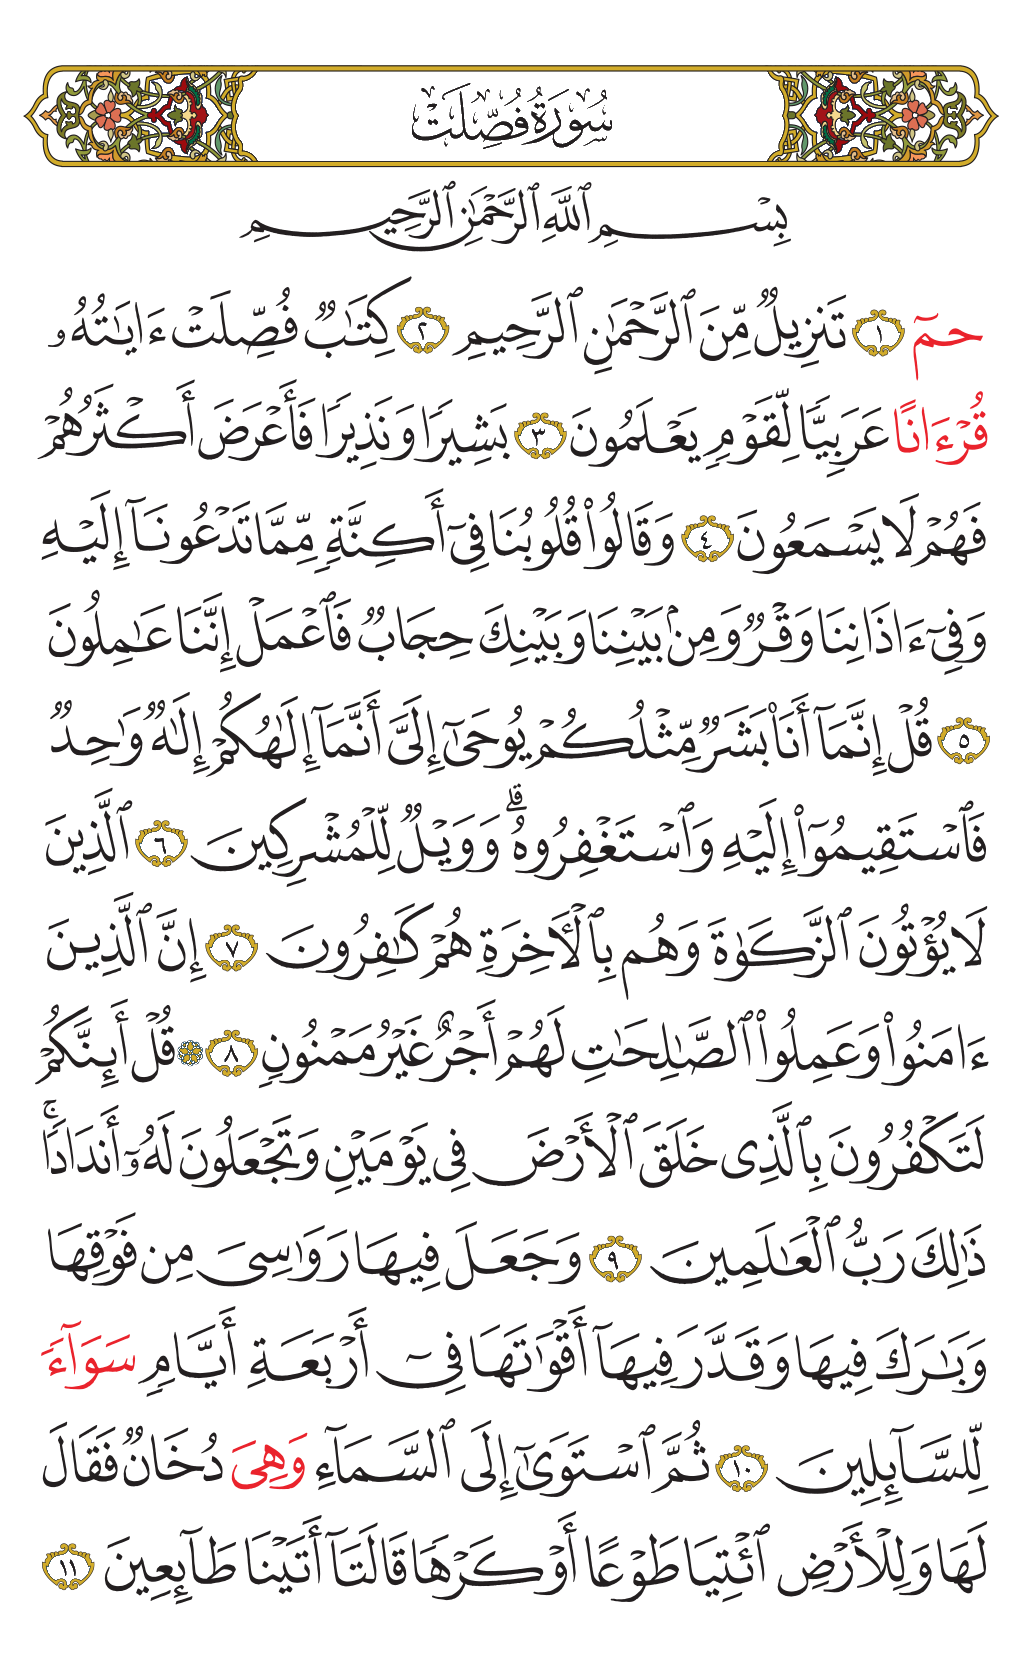 سُورَةُ فُصِّلَتۡ
بِسۡمِ ٱللَّهِ ٱلرَّحۡمَٰنِ ٱلرَّحِيمِ
حمٓ ١ تَنزِيلٞ مِّنَ ٱلرَّحۡمَٰنِ ٱلرَّحِيمِ ٢ كِتَٰبٞ فُصِّلَتۡ ءَايَٰتُهُۥ
قُرۡءَانًا عَرَبِيّٗا لِّقَوۡمٖ يَعۡلَمُونَ ٣ بَشِيرٗا وَنَذِيرٗا فَأَعۡرَضَ أَكۡثَرُهُمۡ
فَهُمۡ لَا يَسۡمَعُونَ ٤ وَقَالُواْ قُلُوبُنَا فِيٓ أَكِنَّةٖ مِّمَّا تَدۡعُونَآ إِلَيۡهِ
وَفِيٓ ءَاذَانِنَا وَقۡرٞ وَمِنۢ بَيۡنِنَا وَبَيۡنِكَ حِجَابٞ فَٱعۡمَلۡ إِنَّنَا عَٰمِلُونَ
٥ قُلۡ إِنَّمَآ أَنَا۠ بَشَرٞ مِّثۡلُكُمۡ يُوحَىٰٓ إِلَيَّ أَنَّمَآ إِلَٰهُكُمۡ إِلَٰهٞ وَٰحِدٞ
فَٱسۡتَقِيمُوٓاْ إِلَيۡهِ وَٱسۡتَغۡفِرُوهُۗ وَوَيۡلٞ لِّلۡمُشۡرِكِينَ ٦ ٱلَّذِينَ
لَا يُؤۡتُونَ ٱلزَّكَوٰةَ وَهُم بِٱلۡأٓخِرَةِ هُمۡ كَٰفِرُونَ ٧ إِنَّ ٱلَّذِينَ
ءَامَنُواْ وَعَمِلُواْ ٱلصَّٰلِحَٰتِ لَهُمۡ أَجۡرٌ غَيۡرُ مَمۡنُونٖ ٨ ۞ قُلۡ أَئِنَّكُمۡ
لَتَكۡفُرُونَ بِٱلَّذِي خَلَقَ ٱلۡأَرۡضَ فِي يَوۡمَيۡنِ وَتَجۡعَلُونَ لَهُۥٓ أَندَادٗاۚ
ذَٰلِكَ رَبُّ ٱلۡعَٰلَمِينَ ٩ وَجَعَلَ فِيهَا رَوَٰسِيَ مِن فَوۡقِهَا
وَبَٰرَكَ فِيهَا وَقَدَّرَ فِيهَآ أَقۡوَٰتَهَا فِيٓ أَرۡبَعَةِ أَيَّامٖ سَوَآءٗ
لِّلسَّآئِلِينَ ١٠ ثُمَّ ٱسۡتَوَىٰٓ إِلَى ٱلسَّمَآءِ وَهِيَ دُخَانٞ فَقَالَ
لَهَا وَلِلۡأَرۡضِ ٱئۡتِيَا طَوۡعًا أَوۡ كَرۡهٗا قَالَتَآ أَتَيۡنَا طَآئِعِينَ ١١